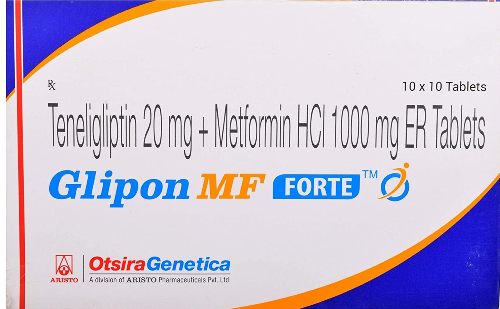 ℞
10 x 10 Tablets
Teneligliptin 20 mg + Metformin HCl 1000 mg ER Tablets
Glipon MF FORTE™
ARISTO
OtsiraGenetica
A division of ARISTO Pharmaceuticals Pvt. Ltd